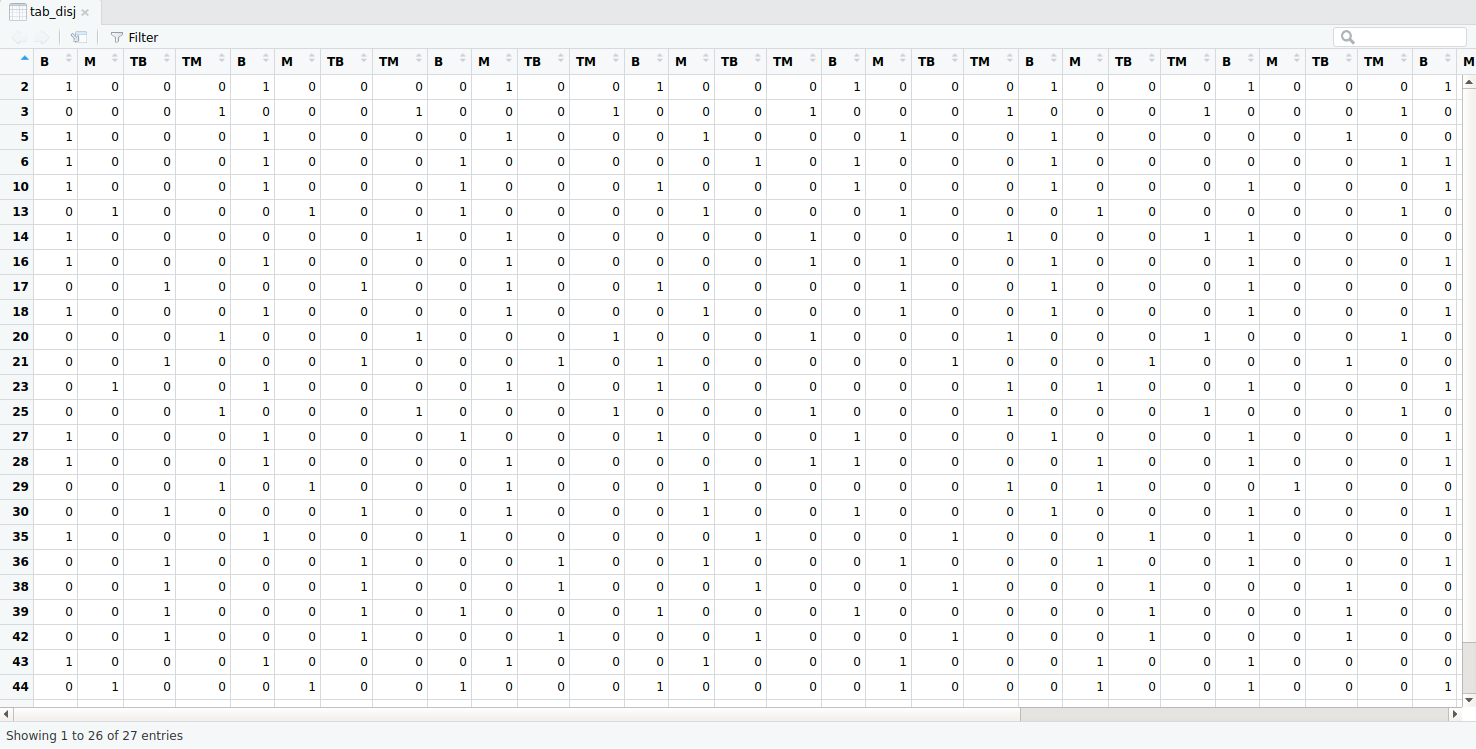 tab_disj
Filter
B M TB TM B M TB TM B M TB TM B M TB TM B M TB TM B M TB TM B M TB TM B M
2 1 0 0 0 1 0 0 0 0 1 0 0 1 0 0 0 1 0 0 0 1 0 0 0 1 0 0 0 1
3 0 0 0 1 0 0 0 1 0 0 0 1 0 0 0 1 0 0 0 1 0 0 0 1 0 0 0 1 0
5 1 0 0 0 1 0 0 0 0 1 0 0 0 1 0 0 0 1 0 0 1 0 0 0 0 0 1 0 0
6 1 0 0 0 1 0 0 0 1 0 0 0 0 0 1 0 1 0 0 0 1 0 0 0 0 0 0 1 1
10 1 0 0 0 1 0 0 0 1 0 0 0 1 0 0 0 1 0 0 0 1 0 0 0 1 0 0 0 1
13 0 1 0 0 0 1 0 0 1 0 0 0 0 1 0 0 0 1 0 0 0 1 0 0 0 0 0 1 0
14 1 0 0 0 0 0 0 1 0 1 0 0 0 0 0 1 0 0 0 1 0 0 0 1 1 0 0 0 0
16 1 0 0 0 1 0 0 0 0 1 0 0 0 0 0 1 0 1 0 0 1 0 0 0 1 0 0 0 1
17 0 0 1 0 0 0 1 0 0 1 0 0 1 0 0 0 0 1 0 0 1 0 0 0 1 0 0 0 0
18 1 0 0 0 1 0 0 0 0 1 0 0 0 1 0 0 0 1 0 0 1 0 0 0 1 0 0 0 1
20 0 0 0 1 0 0 0 1 0 0 0 1 0 0 0 1 0 0 0 1 0 0 0 1 0 0 0 1 0
21 0 0 1 0 0 0 1 0 0 0 1 0 1 0 0 0 0 0 1 0 0 0 1 0 0 0 1 0 0
23 0 1 0 0 1 0 0 0 0 1 0 0 1 0 0 0 0 0 0 1 0 1 0 0 1 0 0 0 1
25 0 0 0 1 0 0 0 1 0 0 0 1 0 0 0 1 0 0 0 1 0 0 0 1 0 0 0 1 0
27 1 0 0 0 1 0 0 0 1 0 0 0 1 0 0 0 1 0 0 0 1 0 0 0 1 0 0 0 1
28 1 0 0 0 1 0 0 0 0 1 0 0 0 0 0 1 1 0 0 0 0 1 0 0 1 0 0 0 1
29 0 0 0 1 0 1 0 0 0 1 0 0 0 1 0 0 0 0 0 1 0 1 0 0 0 1 0 0 0
30 0 0 1 0 0 0 1 0 0 1 0 0 0 1 0 0 1 0 0 0 1 0 0 0 1 0 0 0 1
35 1 0 0 0 1 0 0 0 1 0 0 0 0 0 1 0 0 0 1 0 0 0 1 0 1 0 0 0 0
36 0 0 1 0 0 0 1 0 0 0 1 0 0 1 0 0 0 1 0 0 0 1 0 0 1 0 0 0 1
38 0 0 1 0 0 0 1 0 0 0 1 0 0 0 1 0 0 0 1 0 0 0 1 0 0 0 1 0 0
39 0 0 1 0 0 0 1 0 1 0 0 0 1 0 0 0 1 0 0 0 0 0 1 0 0 0 1 0 0
42 0 0 1 0 0 0 1 0 0 0 1 0 0 0 1 0 0 0 1 0 0 0 1 0 0 0 1 0 0
43 1 0 0 0 1 0 0 0 0 1 0 0 0 1 0 0 0 1 0 0 0 1 0 0 1 0 0 0 0
44 0 1 0 0 0 1 0 0 1 0 0 0 1 0 0 0 0 1 0 0 0 1 0 0 1 0 0 0 1
Showing 1 to 26 of 27 entries